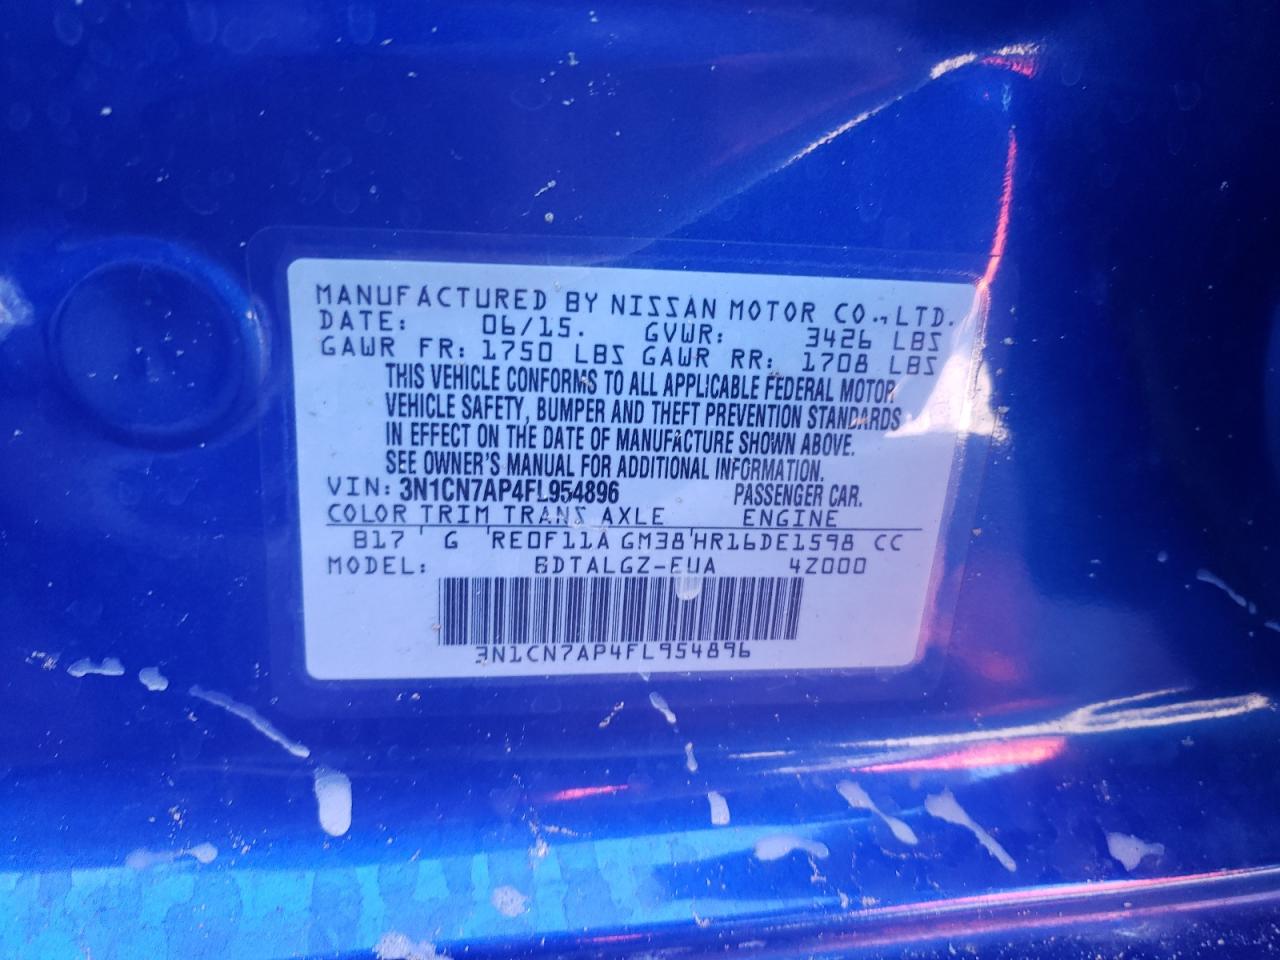 MANUFACTURED BY NISSAN MOTOR CO., LTD.
DATE: 06/15. GVWR: 3426 LBS
GAWR FR: 1750 LBS GAWR RR: 1708 LBS
THIS VEHICLE CONFORMS TO ALL APPLICABLE FEDERAL MOTOR
VEHICLE SAFETY, BUMPER AND THEFT PREVENTION STANDARDS
IN EFFECT ON THE DATE OF MANUFACTURE SHOWN ABOVE.
SEE OWNER'S MANUAL FOR ADDITIONAL INFORMATION.
VIN: 3N1CN7AP4FL954896 PASSENGER CAR.
COLOR TRIM TRANS AXLE ENGINE
B17 G RE0F11A GM38 HR16DE1598 CC
MODEL: BDTALGZ-EUA 4Z000
3N1CN7AP4FL954896